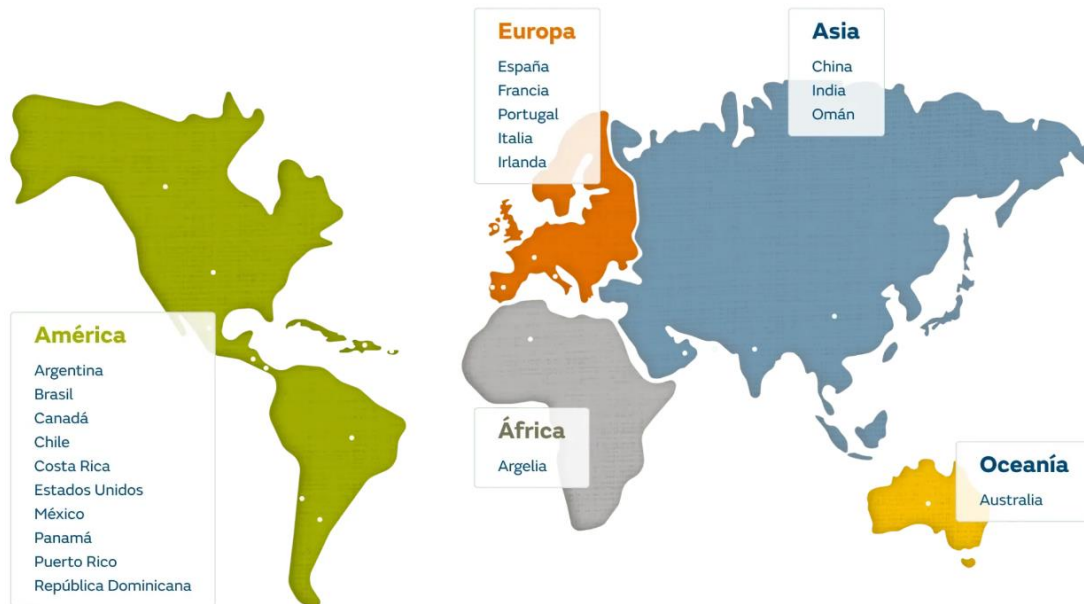 Europa
España
Francia
Portugal
Italia
Irlanda
Asia
China
India
Omán
América
Argentina
Brasil
Canadá
Chile
Costa Rica
Estados Unidos
México
Panamá
Puerto Rico
República Dominicana
África
Argelia
Oceanía
Australia